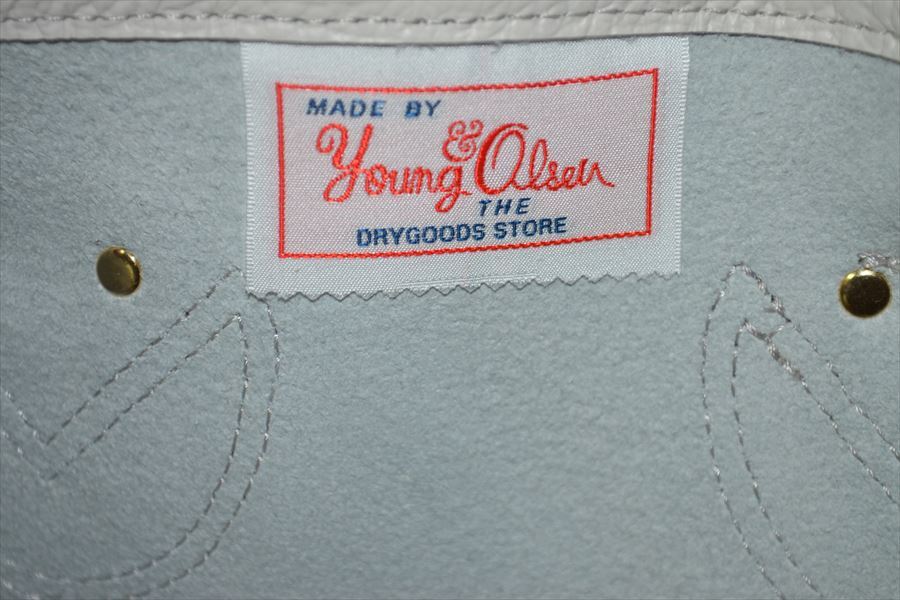 MADE BY
Young & Olsen
THE
DRYGOODS STORE